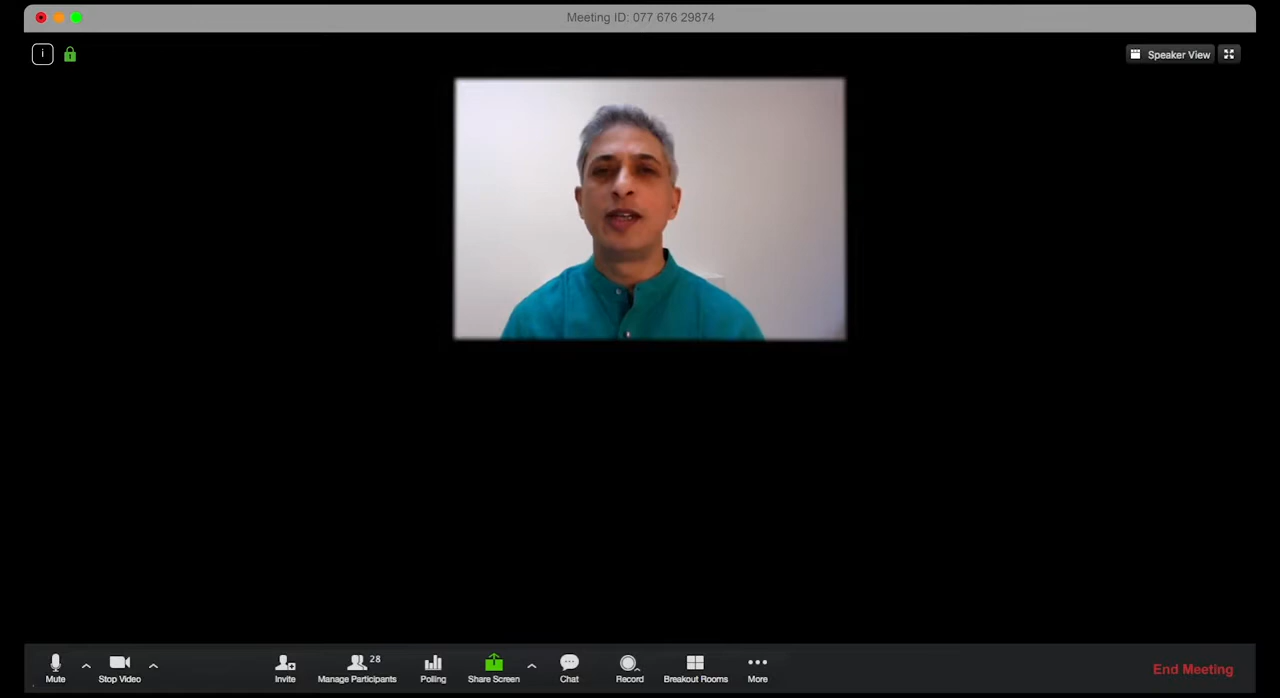 Meeting ID: 077 676 29874
i
Speaker View
28
Mute
Stop Video
Invite
Manage Participants
Polling
Share Screen
Chat
Record
Breakout Rooms
More
End Meeting